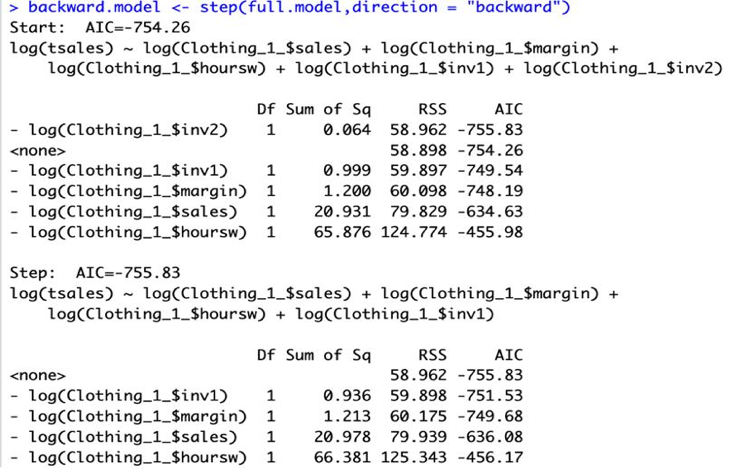 > backward.model <- step(full.model,direction = "backward")
Start:  AIC=-754.26
log(tsales) ~ log(Clothing_1_$sales) + log(Clothing_1_$margin) +
    log(Clothing_1_$hoursw) + log(Clothing_1_$inv1) + log(Clothing_1_$inv2)

                          Df Sum of Sq     RSS     AIC
- log(Clothing_1_$inv2)    1     0.064  58.962 -755.83
<none>                                  58.898 -754.26
- log(Clothing_1_$inv1)    1     0.999  59.897 -749.54
- log(Clothing_1_$margin)  1     1.200  60.098 -748.19
- log(Clothing_1_$sales)   1    20.931  79.829 -634.63
- log(Clothing_1_$hoursw)  1    65.876 124.774 -455.98

Step:  AIC=-755.83
log(tsales) ~ log(Clothing_1_$sales) + log(Clothing_1_$margin) +
    log(Clothing_1_$hoursw) + log(Clothing_1_$inv1)

                          Df Sum of Sq     RSS     AIC
<none>                                  58.962 -755.83
- log(Clothing_1_$inv1)    1     0.936  59.898 -751.53
- log(Clothing_1_$margin)  1     1.213  60.175 -749.68
- log(Clothing_1_$sales)   1    20.978  79.939 -636.08
- log(Clothing_1_$hoursw)  1    66.381 125.343 -456.17